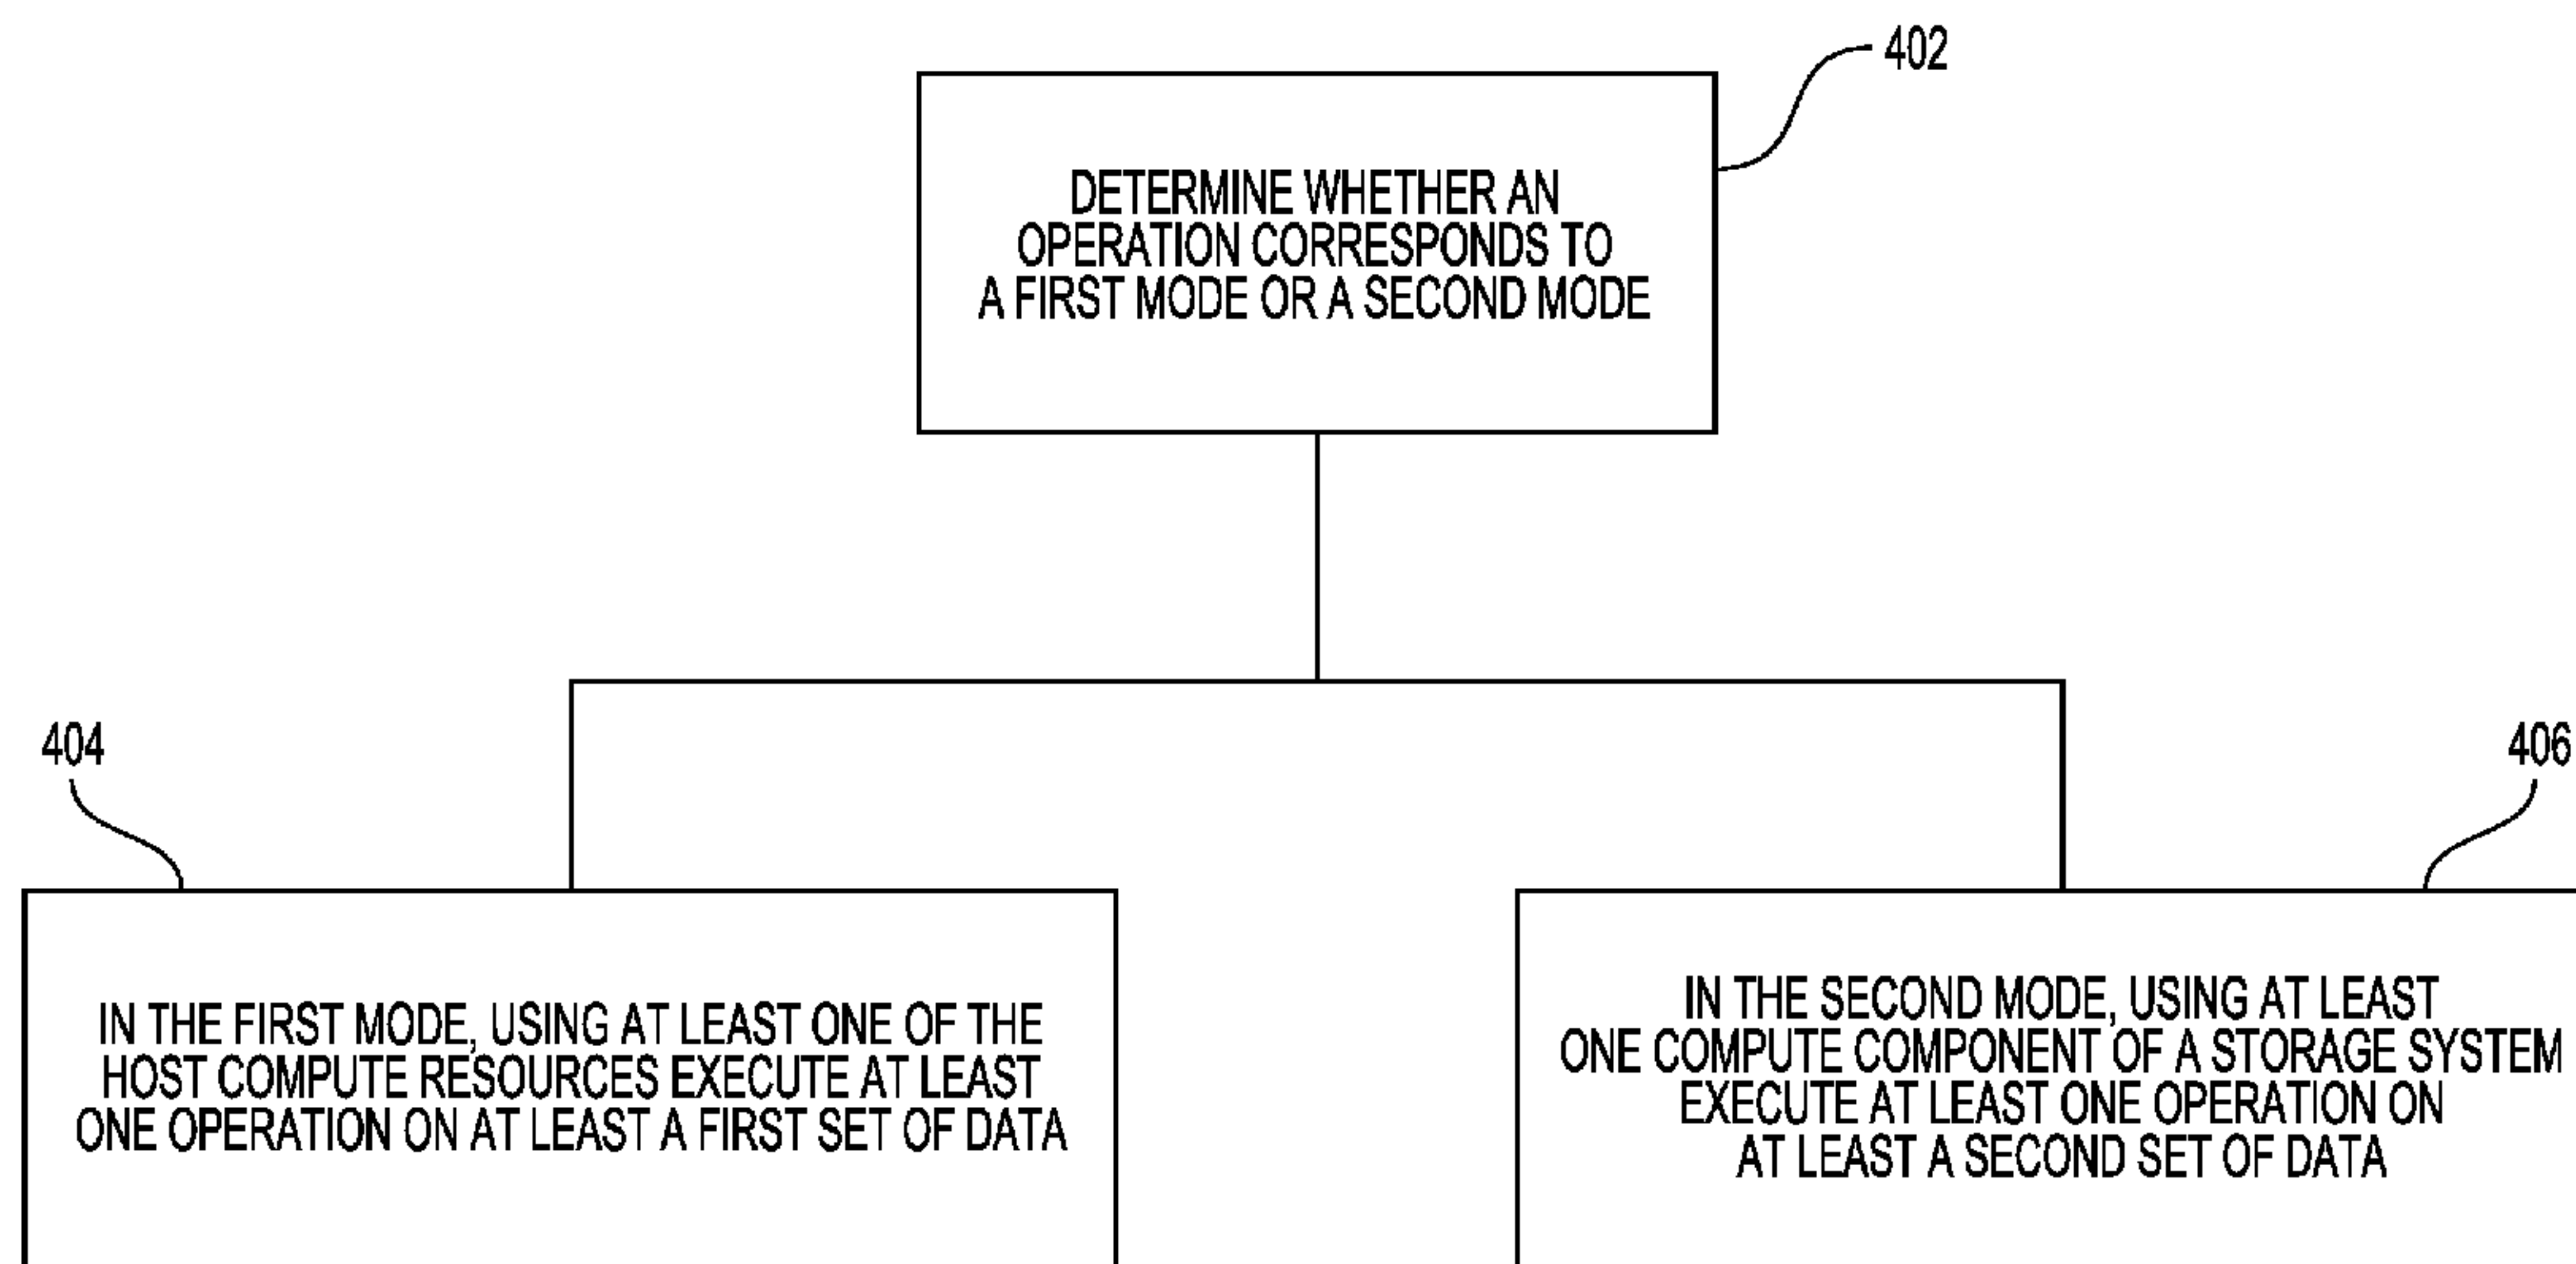 402
DETERMINE WHETHER AN
OPERATION CORRESPONDS TO
A FIRST MODE OR A SECOND MODE
404
406
IN THE FIRST MODE, USING AT LEAST ONE OF THE
HOST COMPUTE RESOURCES EXECUTE AT LEAST
ONE OPERATION ON AT LEAST A FIRST SET OF DATA
IN THE SECOND MODE, USING AT LEAST
ONE COMPUTE COMPONENT OF A STORAGE SYSTEM
EXECUTE AT LEAST ONE OPERATION ON
AT LEAST A SECOND SET OF DATA